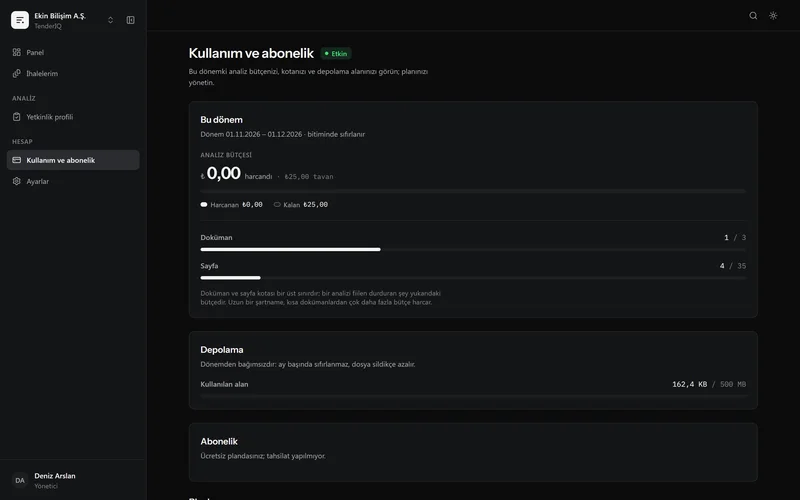 Ekin Bilişim A.Ş.
TenderIQ
Panel
İhalelerim
ANALİZ
Yetkinlik profili
HESAP
Kullanım ve abonelik
Ayarlar
DA
Deniz Arslan
Yönetici
Kullanım ve abonelik
Etkin
Bu dönemki analiz bütçenizi, kotanızı ve depolama alanınızı görün; planınızı
yönetin.
Bu dönem
Dönem 01.11.2026 – 01.12.2026 · bitiminde sıfırlanır
ANALİZ BÜTÇESİ
₺ 0,00 harcandı · ₺25,00 tavan
Harcanan ₺0,00 Kalan ₺25,00
Doküman 1 / 3
Sayfa 4 / 35
Doküman ve sayfa kotası bir üst sınırdır; bir analizi fiilen durduran şey yukarıdaki
bütçedir. Uzun bir şartname, kısa dokümanlardan çok daha fazla bütçe harcar.
Depolama
Dönemden bağımsızdır: ay başında sıfırlanmaz, dosya sildikçe azalır.
Kullanılan alan 162,4 KB / 500 MB
Abonelik
Ücretsiz plandasınız; tahsilat yapılmıyor.